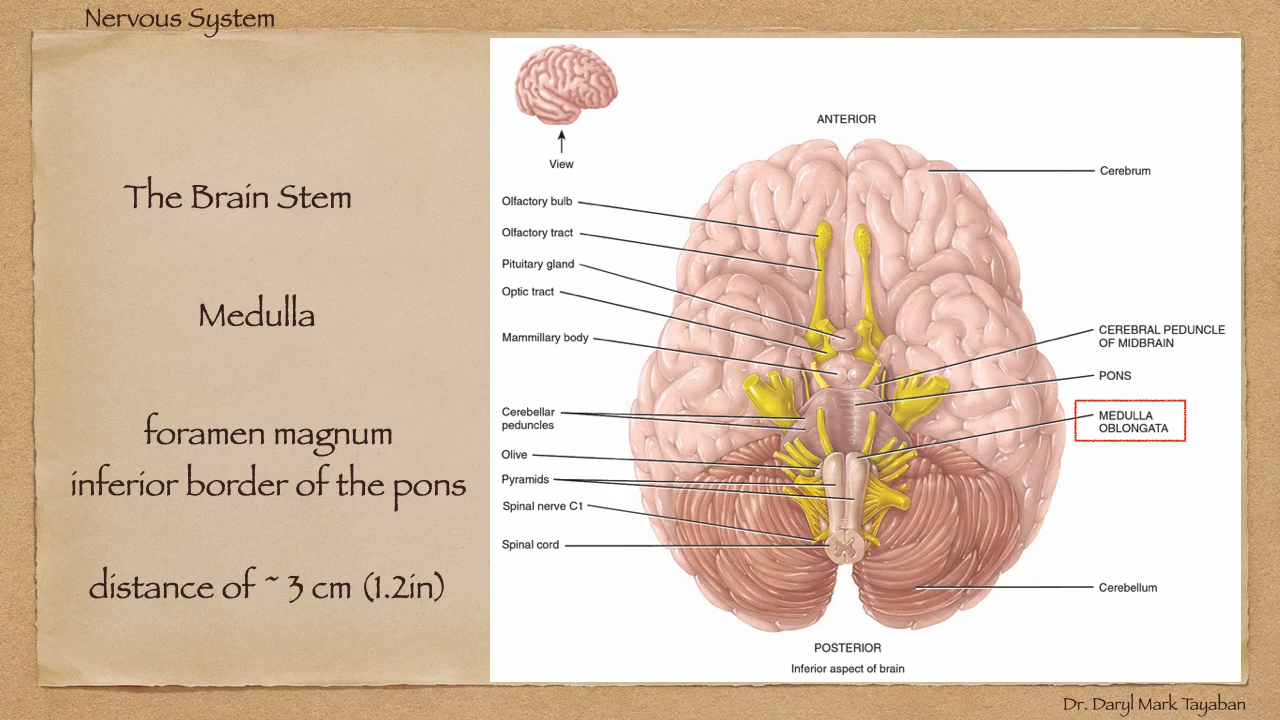 Nervous System
The Brain Stem
Medulla
foramen magnum
inferior border of the pons
distance of ~ 3 cm (1.2in)
View
ANTERIOR
Cerebrum
Olfactory bulb
Olfactory tract
Pituitary gland
Optic tract
Mammillary body
Cerebellar
peduncles
Olive
Pyramids
Spinal nerve C1
Spinal cord
CEREBRAL PEDUNCLE
OF MIDBRAIN
PONS
MEDULLA
OBLONGATA
Cerebellum
POSTERIOR
Inferior aspect of brain
Dr. Daryl Mark Tayaban